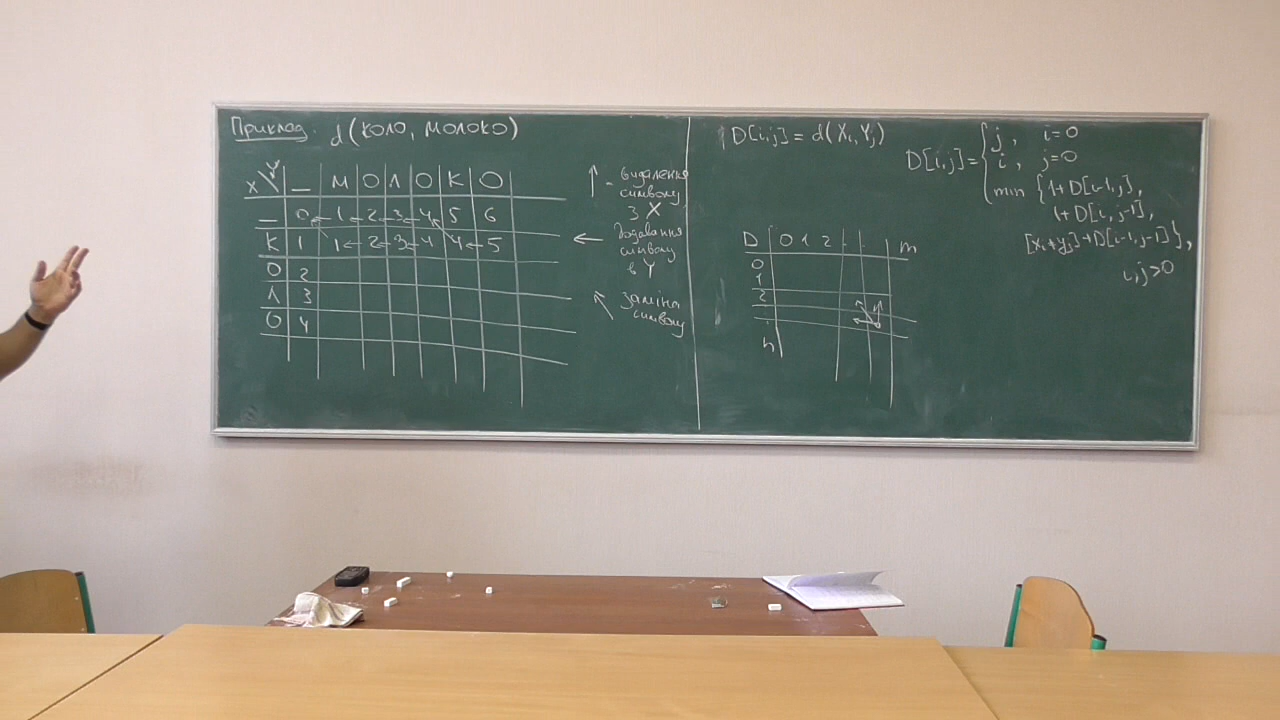 Приклад. d(коло, молоко)
X\Y _ М О Л О К О
_ 0 ← 1 ← 2 ← 3 ← 4 5 6
К 1 1 ← 2 ← 3 ← 4 4 ← 5
О 2
Л 3
О 4
↑ - видалення
символу
з X
← додавання
символу
в Y
↖ заміна
символу
D[i,j] = d(Xi, Yj)
D[i,j] = { j, i=0
i, j=0
min {1+D[i-1,j],
1+D[i,j-1],
[xi≠yj]+D[i-1,j-1]},
i,j>0
D 0 1 2 . . m
0
1
2
n